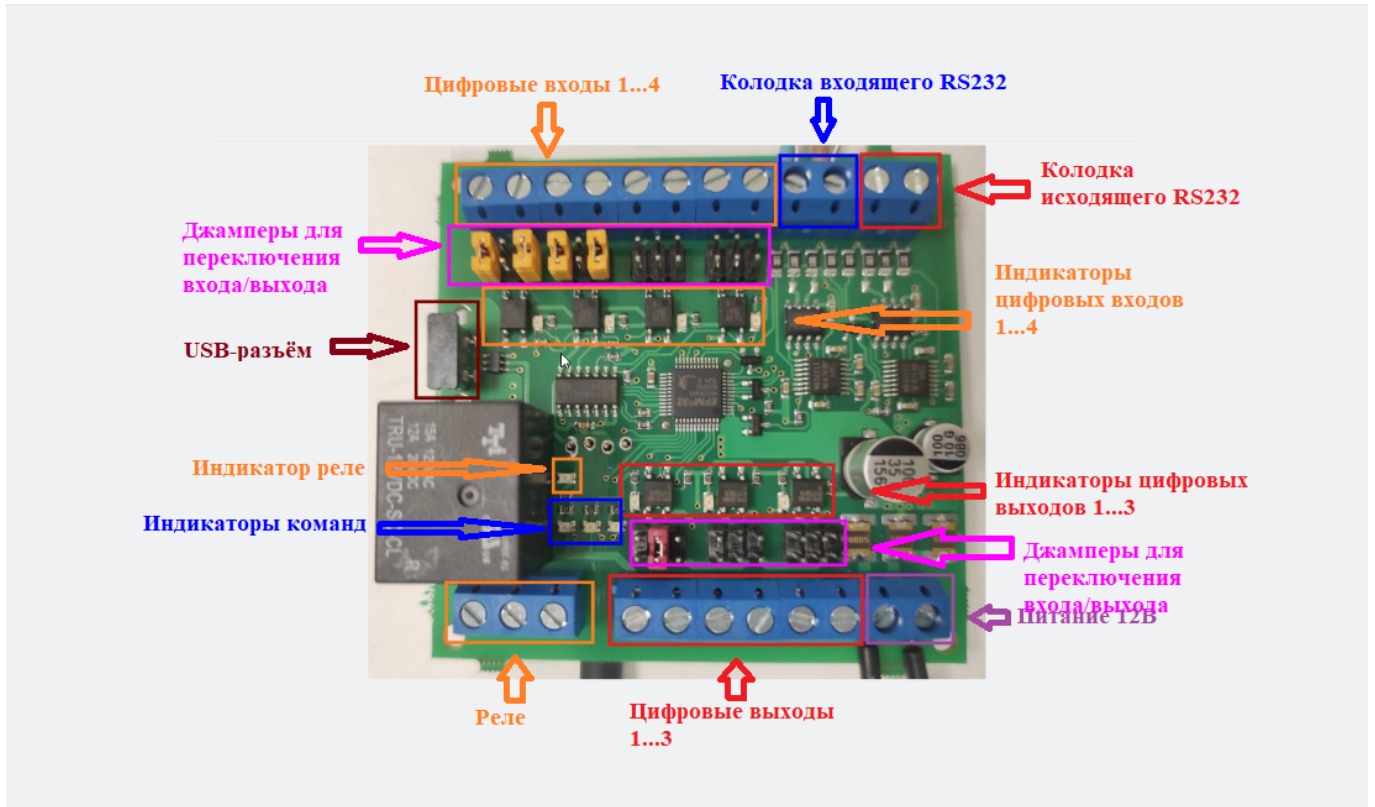 Цифровые входы 1...4
Колодка входящего RS232
Колодка
исходящего RS232
Джамперы для
переключения
входа/выхода
Индикаторы
цифровых входов
1...4
USB-разъём
Индикатор реле
Индикаторы команд
Индикаторы цифровых
выходов 1...3
Джамперы для
переключения
входа/выхода
Питание 12В
Реле
Цифровые выходы
1...3